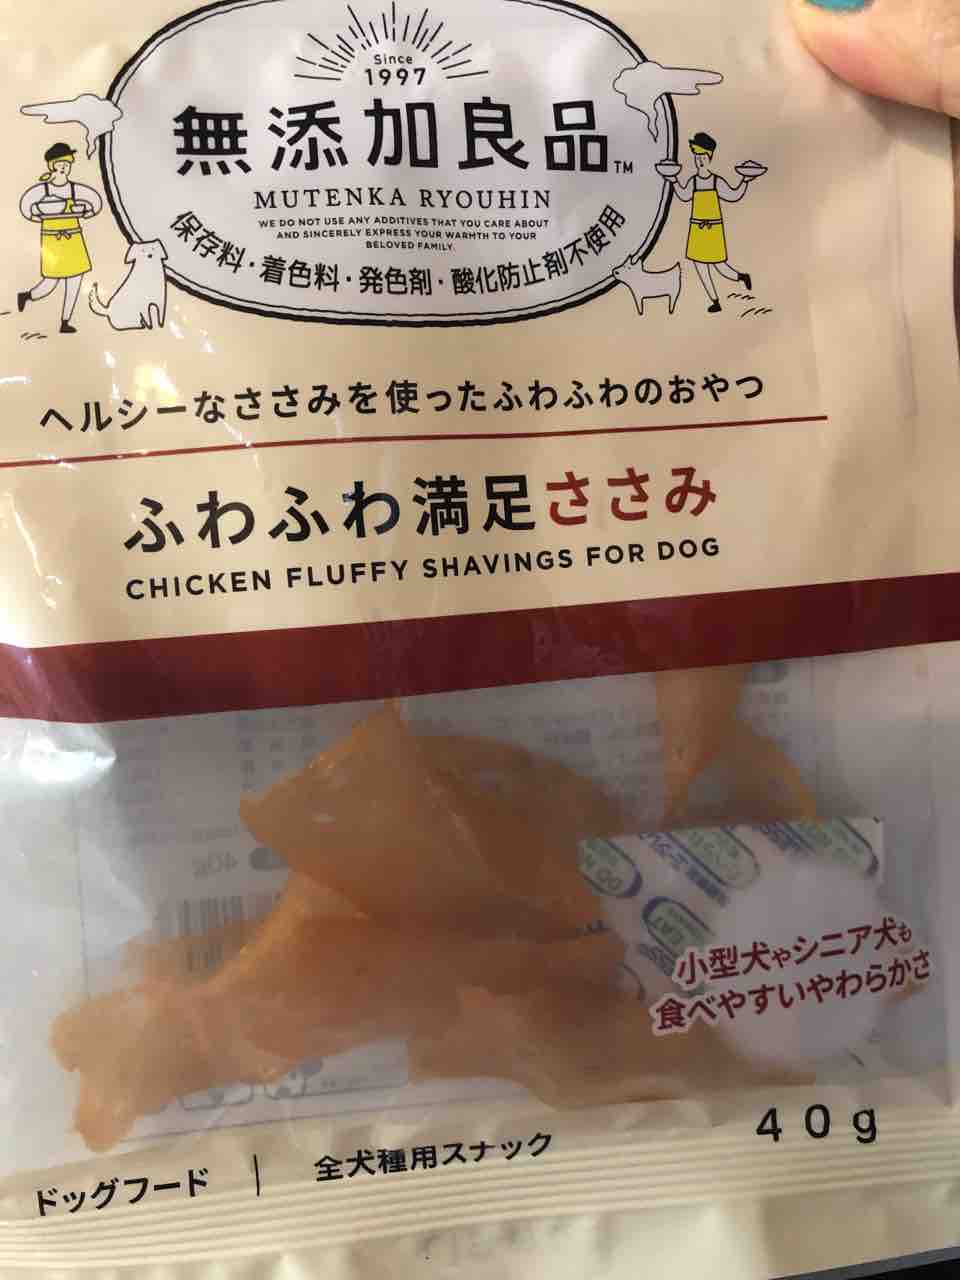 Since
1997
無添加良品™
MUTENKA RYOUHIN
WE DO NOT USE ANY ADDITIVES THAT YOU CARE ABOUT
AND SINCERELY EXPRESS YOUR WARMTH TO YOUR
BELOVED FAMILY.
保存料・着色料・発色剤・酸化防止剤不使用
ヘルシーなささみを使ったふわふわのおやつ
ふわふわ満足ささみ
CHICKEN FLUFFY SHAVINGS FOR DOG
小型犬やシニア犬も
食べやすいやわらかさ
40g
ドッグフード | 全犬種用スナック